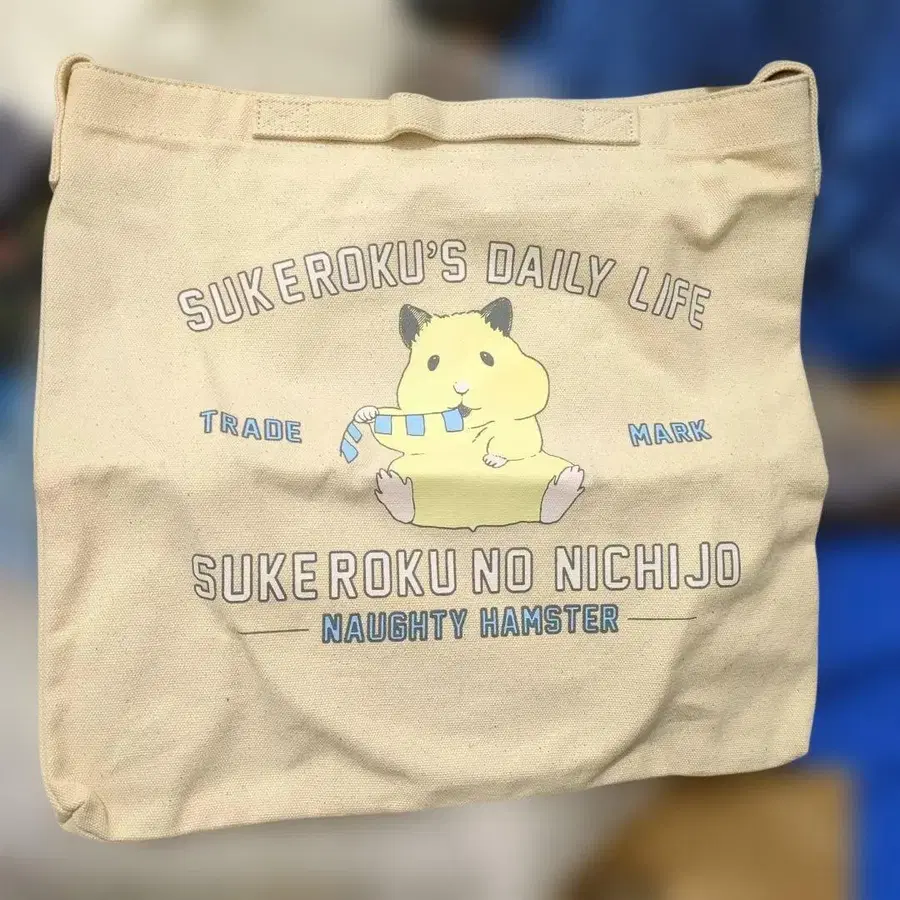 SUKEROKU'S DAILY LIFE
TRADE MARK
SUKEROKU NO NICHIJO
NAUGHTY HAMSTER